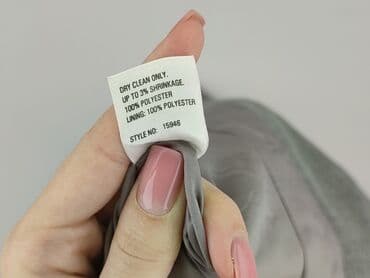 DRY CLEAN ONLY.
UP TO 3% SHRINKAGE.
100% POLYESTER
LINING: 100% POLYESTER
STYLE NO: 15946